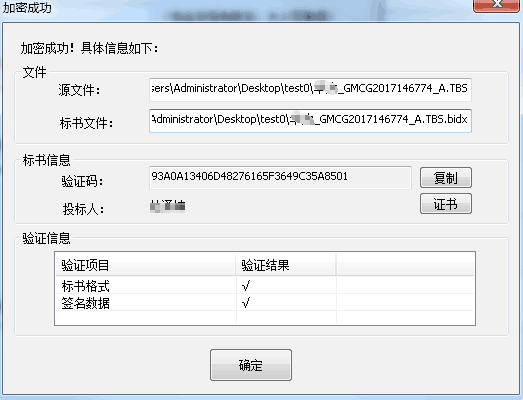 加密成功
加密成功！具体信息如下：
文件
源文件： sers\Administrator\Desktop\test0\ _GMCG2017146774_A.TBS
标书文件： Administrator\Desktop\test0\ _GMCG2017146774_A.TBS.bidx
标书信息
验证码： 93A0A13406D48276165F3649C35A8501 复制
投标人： 证书
验证信息
验证项目 验证结果
标书格式 √
签名数据 √
确定